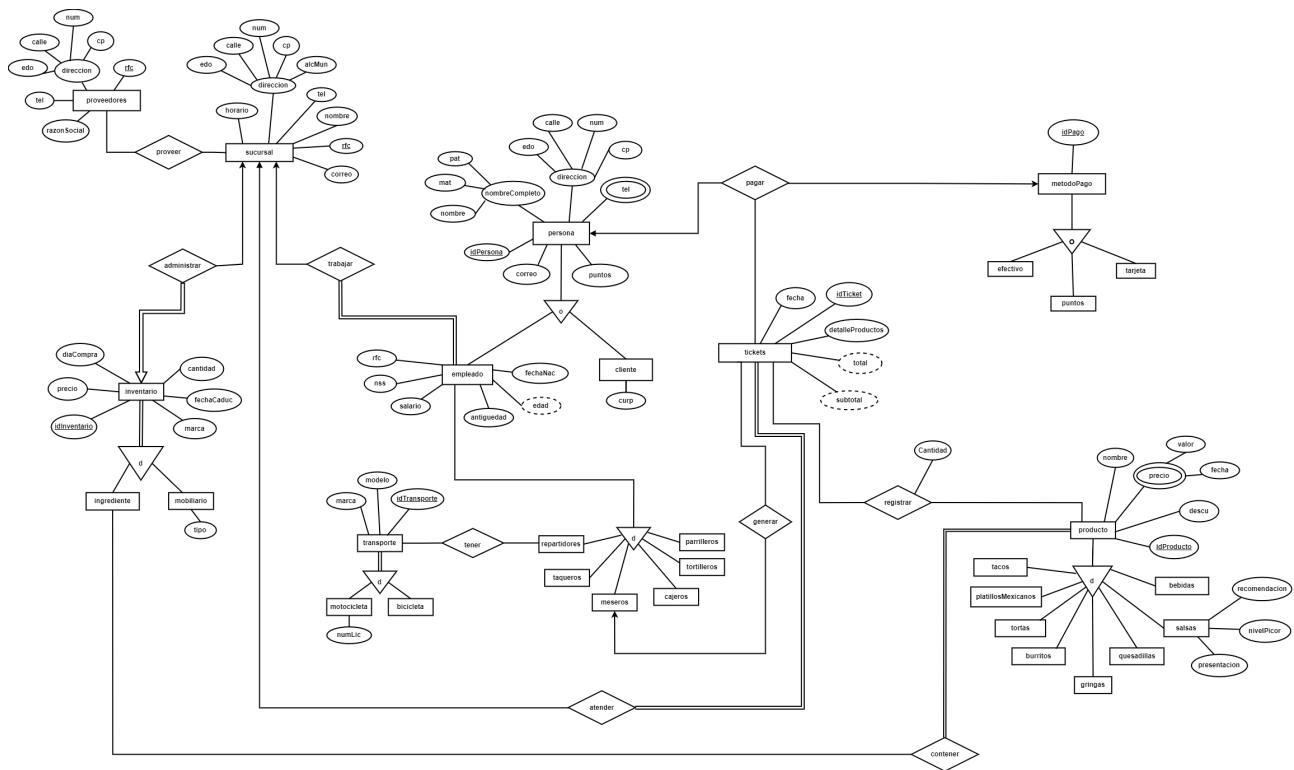 num
calle
cp
edo
direccion
rfc
tel
proveedores
razonSocial
proveer
num
calle
cp
edo
alcMun
direccion
tel
horario
nombre
sucursal
rfc
correo
calle
num
edo
cp
pat
direccion
mat
nombreCompleto
tel
nombre
persona
idPersona
correo
puntos
o
pagar
idPago
metodoPago
o
efectivo
tarjeta
puntos
administrar
trabajar
diaCompra
cantidad
precio
inventario
fechaCaduc
idInventario
marca
d
ingrediente
mobiliario
tipo
rfc
fechaNac
nss
empleado
salario
edad
antiguedad
cliente
curp
fecha
idTicket
detalleProductos
tickets
total
subtotal
modelo
marca
idTransporte
transporte
tener
d
motocicleta
bicicleta
numLic
repartidores
d
parrilleros
tortilleros
taqueros
cajeros
meseros
generar
Cantidad
registrar
valor
nombre
precio
fecha
descu
producto
idProducto
tacos
d
bebidas
platillosMexicanos
recomendacion
tortas
salsas
nivelPicor
burritos
quesadillas
presentacion
gringas
atender
contener